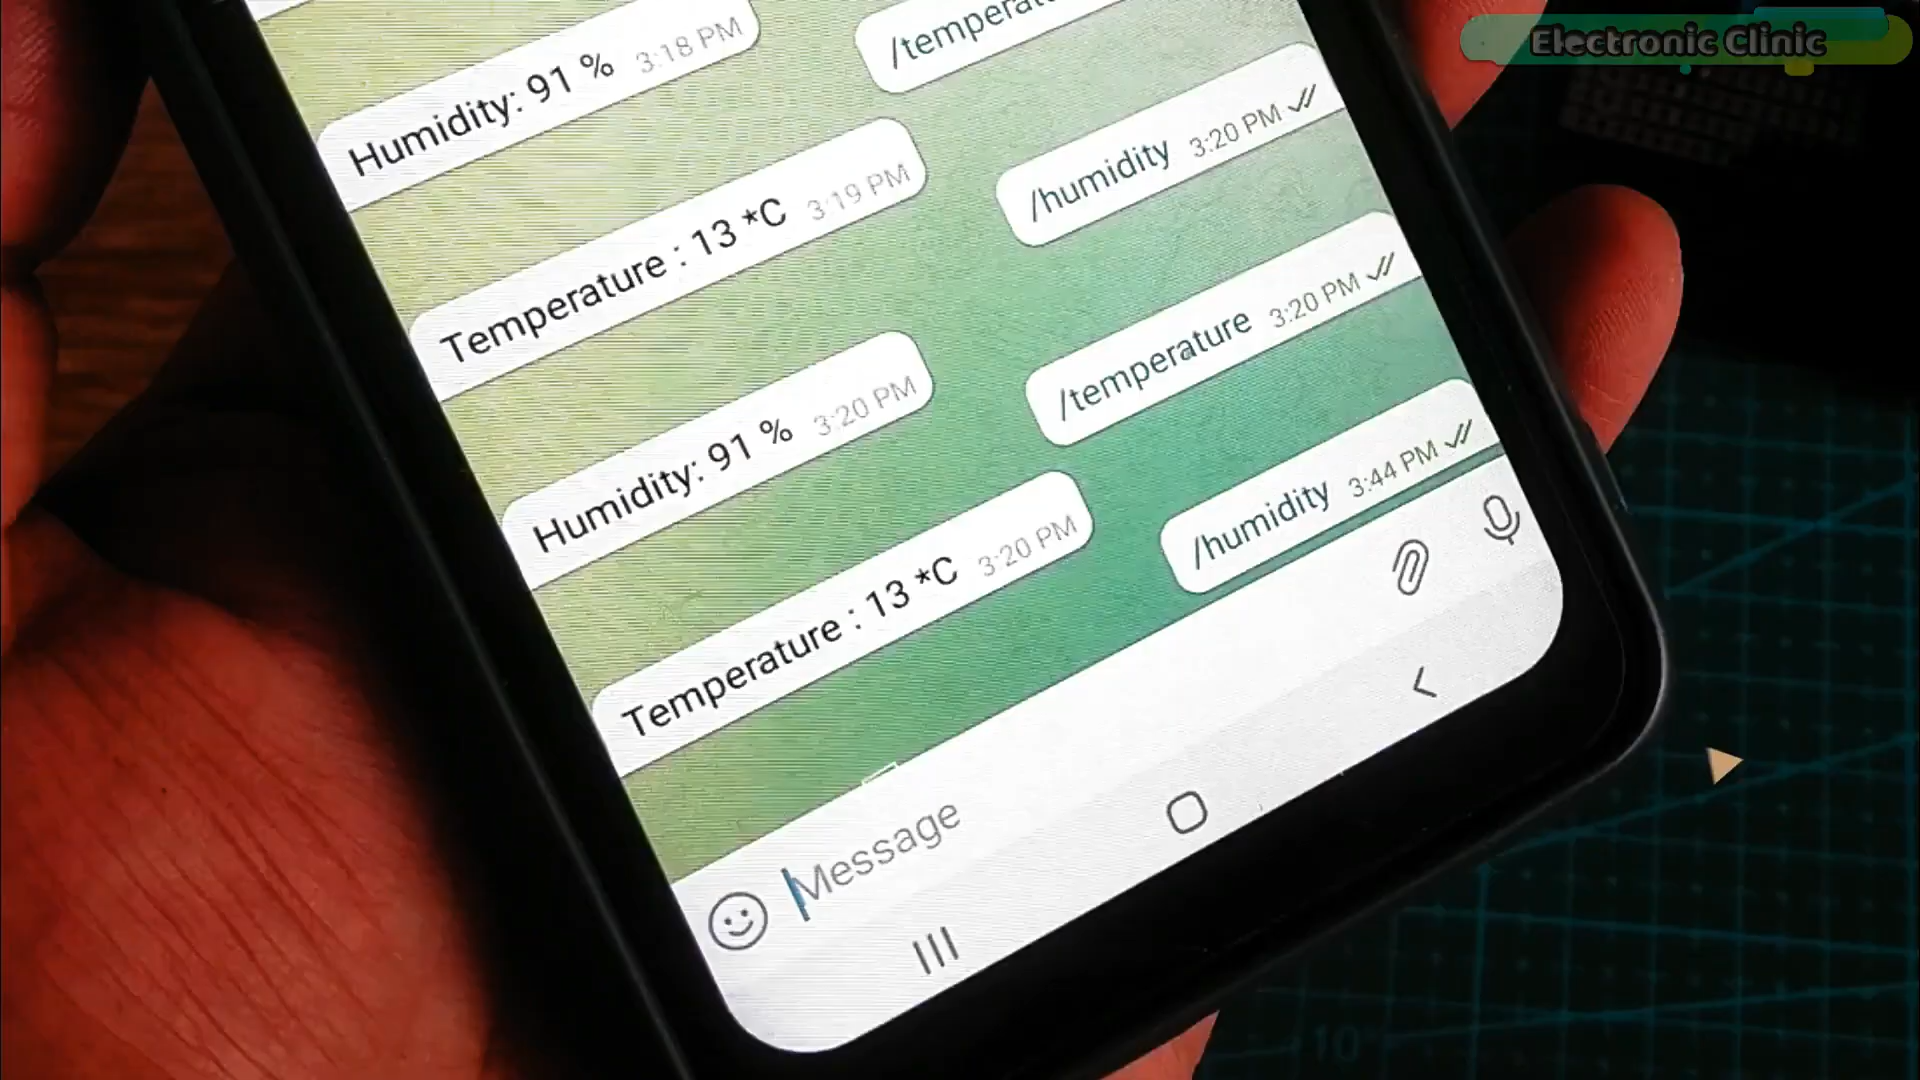 Electronic Clinic
Humidity: 91 % 3:18 PM
Temperature : 13 *C 3:19 PM
/humidity 3:20 PM
Humidity: 91 % 3:20 PM
/temperature 3:20 PM
Temperature : 13 *C 3:20 PM
/humidity 3:44 PM
Message
10"